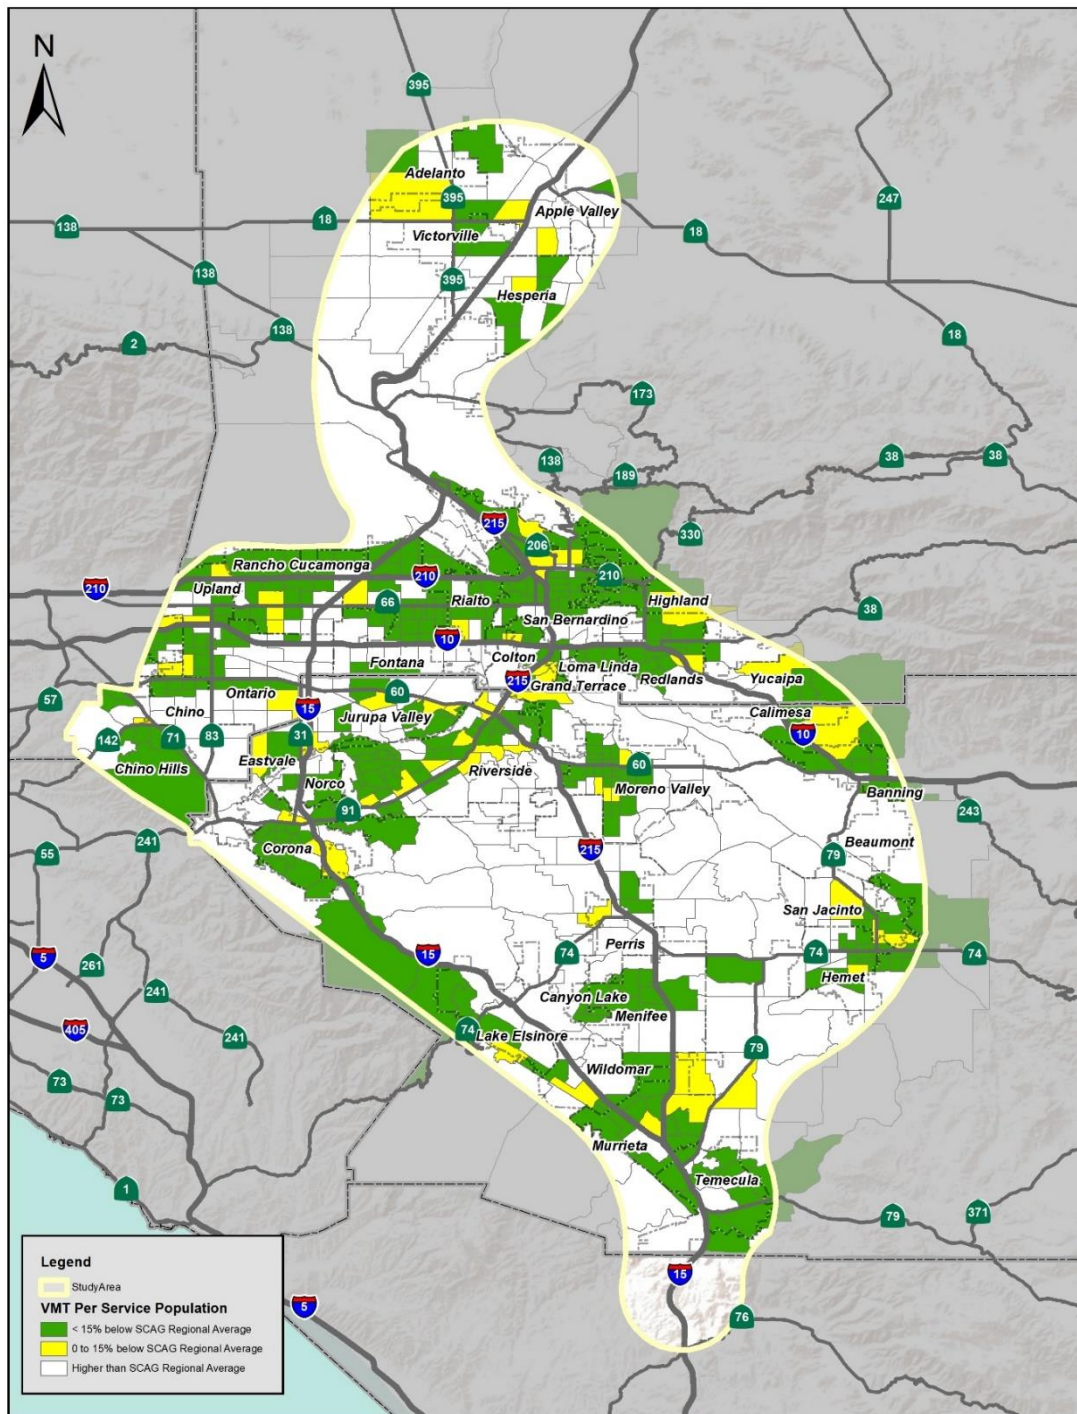 N
395
Adelanto
395
247
138
18
Apple Valley
18
Victorville
138
395
Hesperia
138
2
18
173
38
38
138
189
215
206
330
Rancho Cucamonga
210
210
210
Upland
66
Rialto
Highland
38
San Bernardino
10
Fontana
Colton
Loma Linda
215
Grand Terrace
Redlands
Yucaipa
57
Ontario
60
Chino
15
Jurupa Valley
Calimesa
142
71
83
31
10
Eastvale
Riverside
60
Chino Hills
Norco
Moreno Valley
Banning
91
243
241
55
Corona
215
79
Beaumont
San Jacinto
Perris
15
74
74
74
5
261
Hemet
241
Canyon Lake
Menifee
405
241
74
Lake Elsinore
79
73
Wildomar
73
Murrieta
Temecula
1
79
371
15
5
76
Legend
StudyArea
VMT Per Service Population
< 15% below SCAG Regional Average
0 to 15% below SCAG Regional Average
Higher than SCAG Regional Average